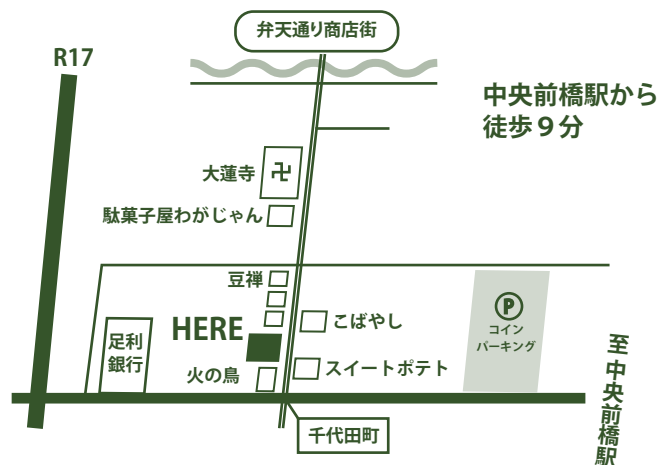 弁天通り商店街
R17
中央前橋駅から
徒歩９分
大蓮寺
卍
駄菓子屋わがじゃん
豆禅
HERE
こばやし
P
コイン
パーキング
足利
銀行
火の鳥
スイートポテト
至 中央前橋駅
千代田町